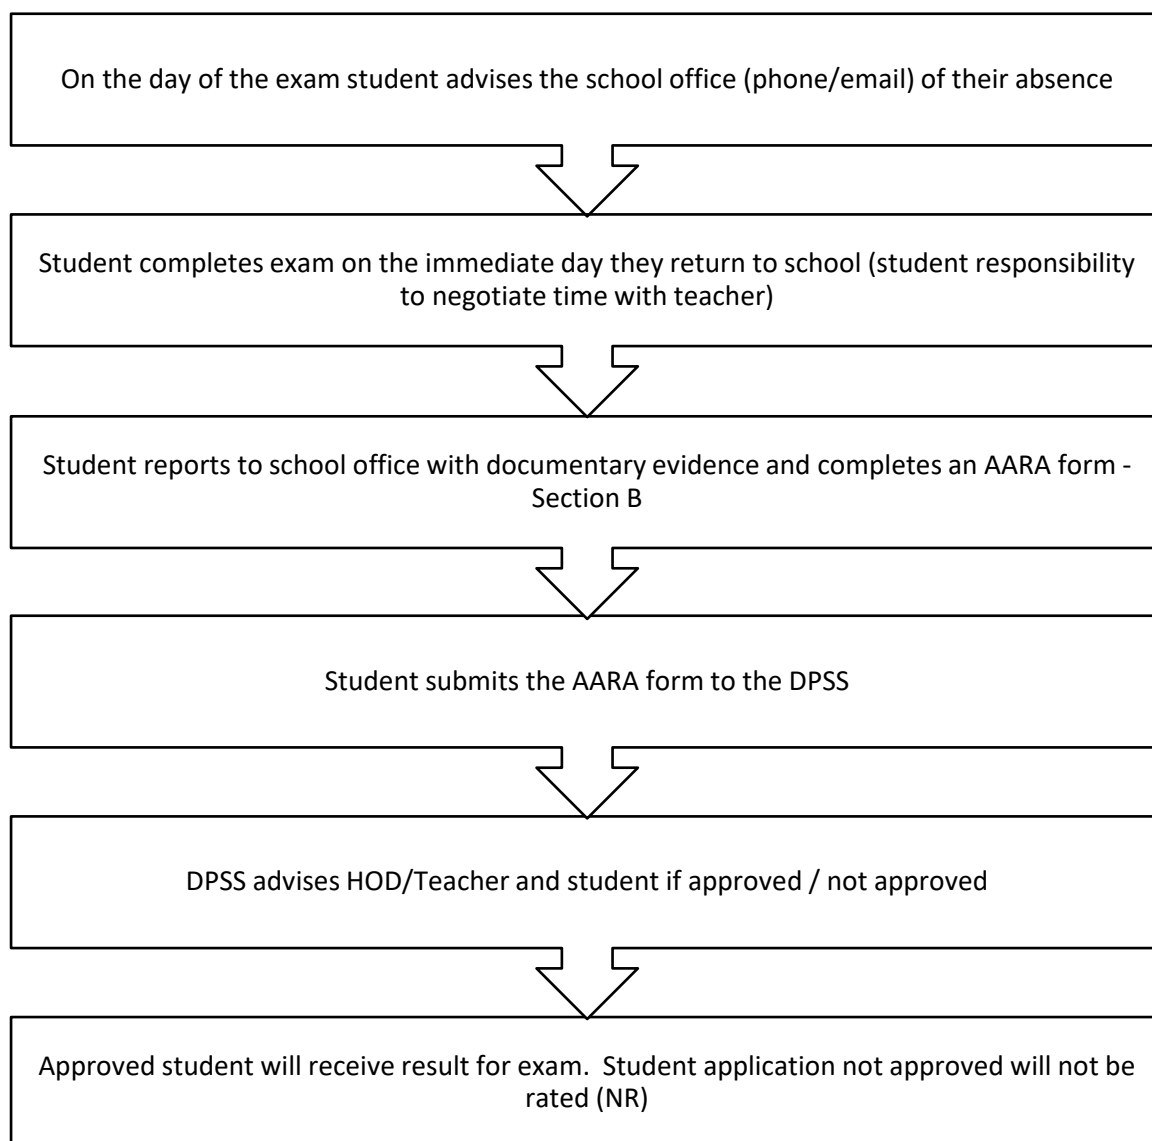 On the day of the exam student advises the school office (phone/email) of their absence
Student completes exam on the immediate day they return to school (student responsibility
to negotiate time with teacher)
Student reports to school office with documentary evidence and completes an AARA form -
Section B
Student submits the AARA form to the DPSS
DPSS advises HOD/Teacher and student if approved / not approved
Approved student will receive result for exam.  Student application not approved will not be
rated (NR)